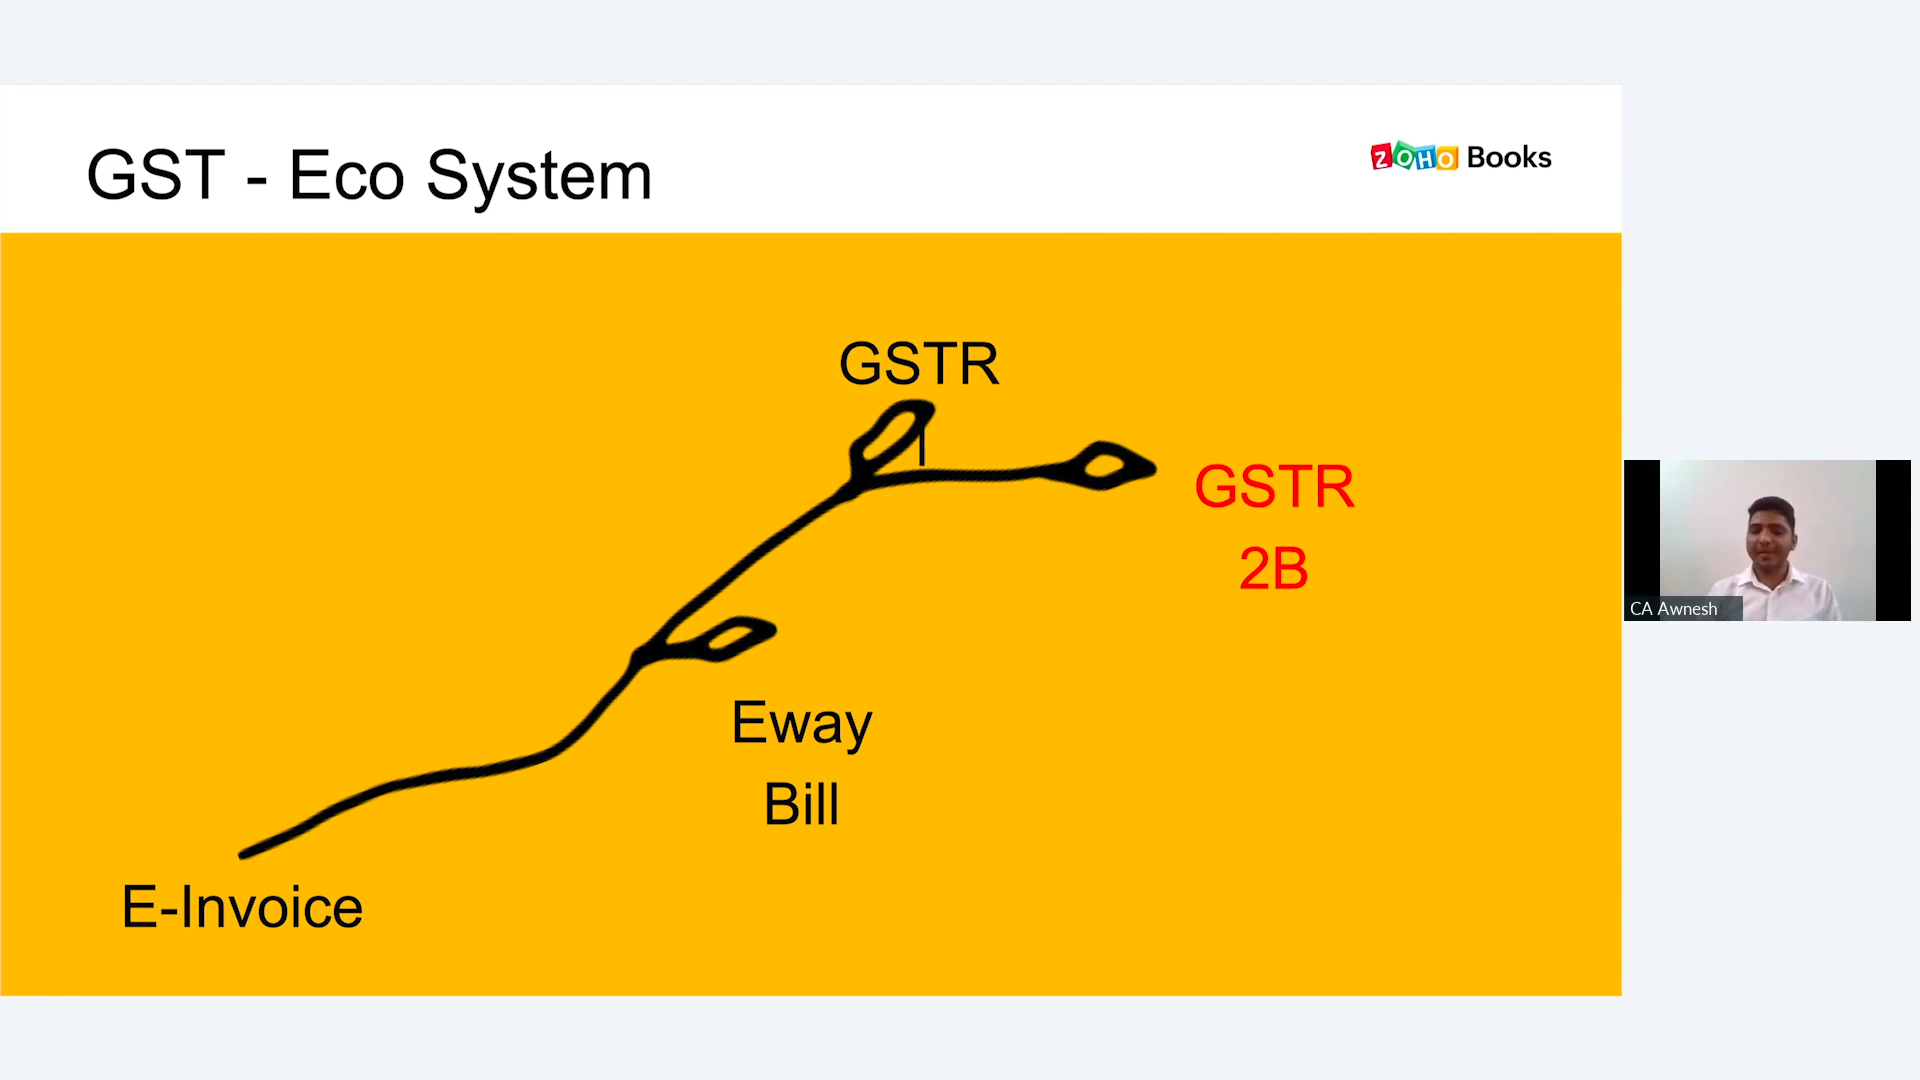 GST - Eco System
ZOHO Books
GSTR
GSTR
2B
Eway
Bill
E-Invoice
CA Awnesh